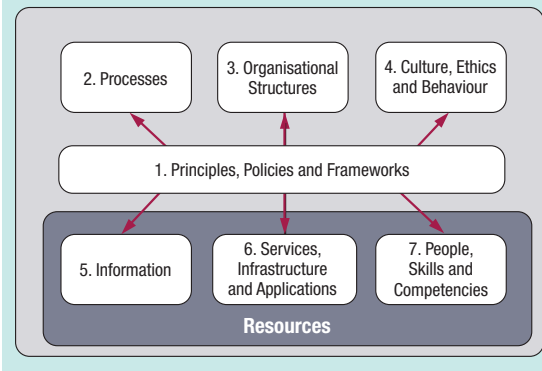 2. Processes
3. Organisational
Structures
4. Culture, Ethics
and Behaviour
1. Principles, Policies and Frameworks
5. Information
6. Services,
Infrastructure
and Applications
7. People,
Skills and
Competencies
Resources